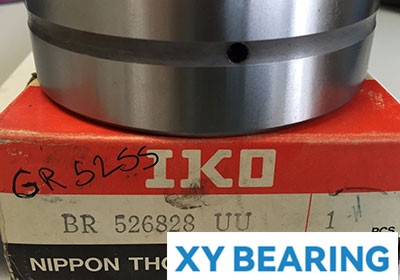 GR 5255
IKO
BR 526828 UU 1
PCS
NIPPON THO
XY BEARING